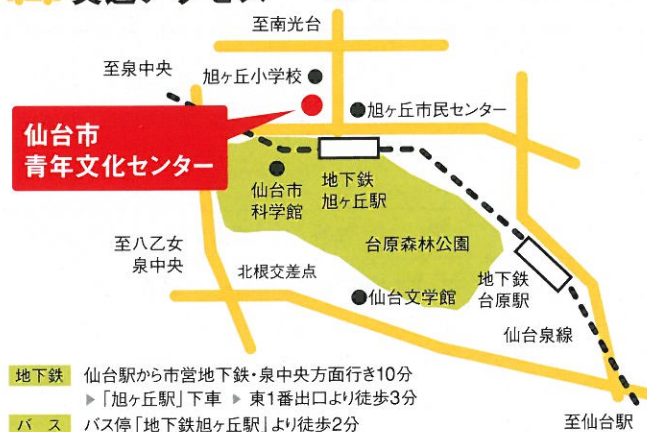 至南光台
至泉中央
旭ヶ丘小学校
旭ヶ丘市民センター
仙台市
青年文化センター
仙台市
科学館
地下鉄
旭ヶ丘駅
台原森林公園
至八乙女
泉中央
北根交差点
地下鉄
台原駅
仙台文学館
仙台泉線
地下鉄 仙台駅から市営地下鉄・泉中央方面行き10分
▶「旭ヶ丘駅」下車 ▶ 東1番出口より徒歩3分
バス バス停「地下鉄旭ヶ丘駅」より徒歩2分
至仙台駅